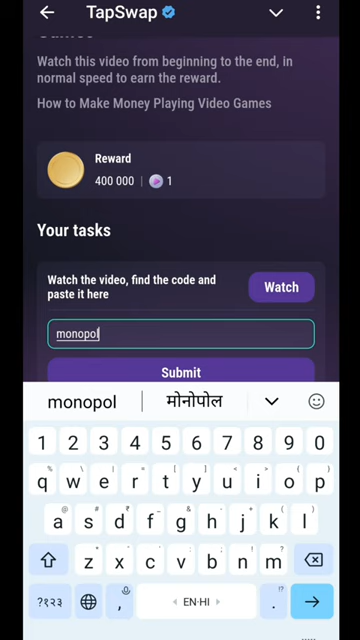 TapSwap
Watch this video from beginning to the end, in
normal speed to earn the reward.
How to Make Money Playing Video Games
Reward
400 000 | 1
Your tasks
Watch the video, find the code and
paste it here
Watch
monopol
Submit
monopol मोनोपोल
1 2 3 4 5 6 7 8 9 0
q w e r t y u i o p
a s d f g h j k l
z x c v b n m
?१२३ , EN·HI .